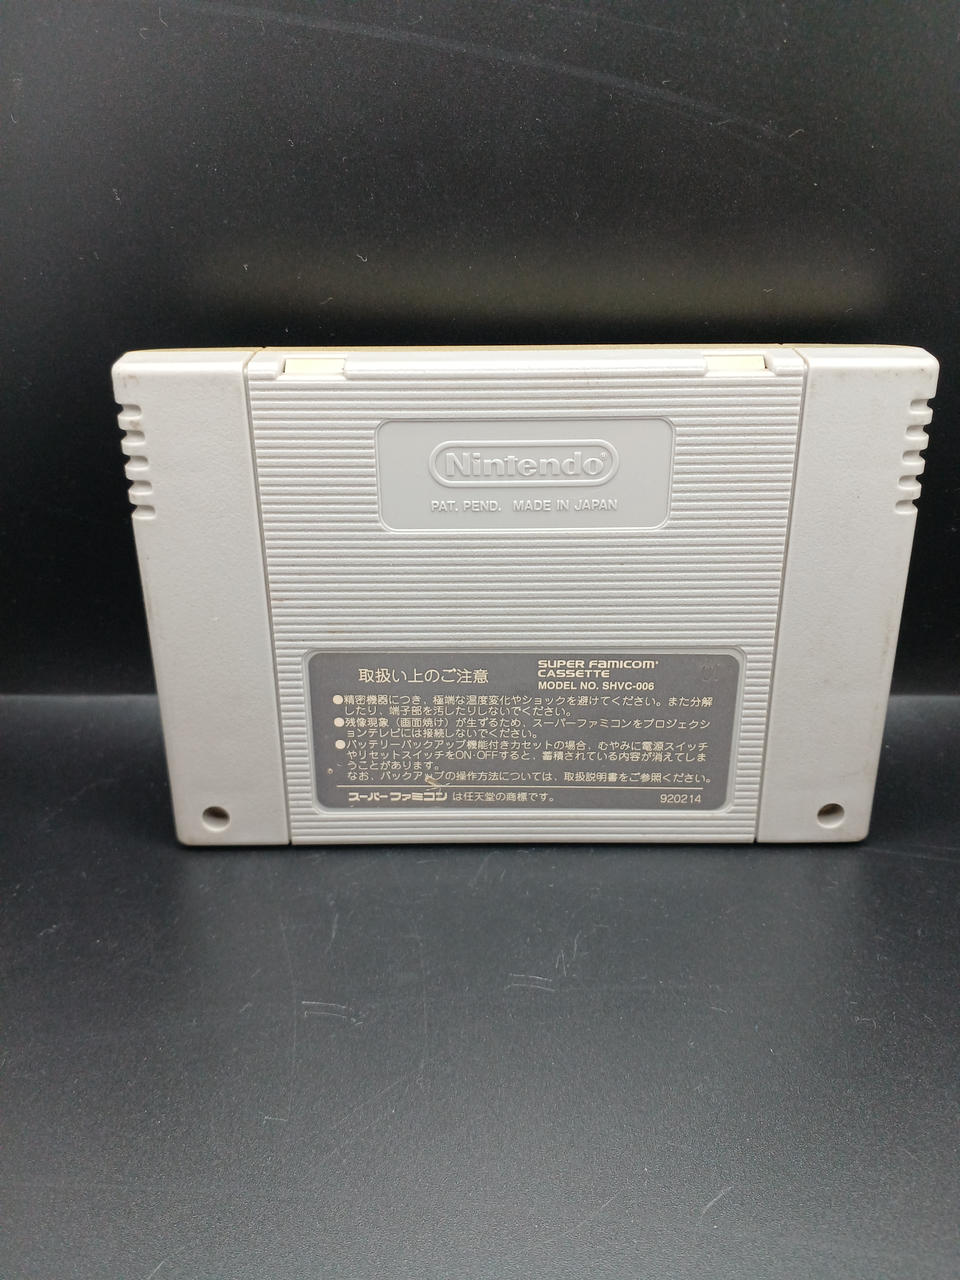 Nintendo®
PAT. PEND. MADE IN JAPAN
取扱い上のご注意
SUPER FAMICOM®
CASSETTE
MODEL NO. SHVC-006
●精密機器につき、極端な温度変化やショックを避けてください。また分解
したり、端子部を汚したりしないでください。
●残像現象（画面焼け）が生ずるため、スーパーファミコンをプロジェクシ
ョンテレビには接続しないでください。
●バッテリーバックアップ機能付きカセットの場合、むやみに電源スイッチ
やリセットスイッチをON・OFFすると、蓄積されている内容が消えてしま
うことがあります。
なお、バックアップの操作方法については、取扱説明書をご参照ください。
スーパーファミコンは任天堂の商標です。
920214